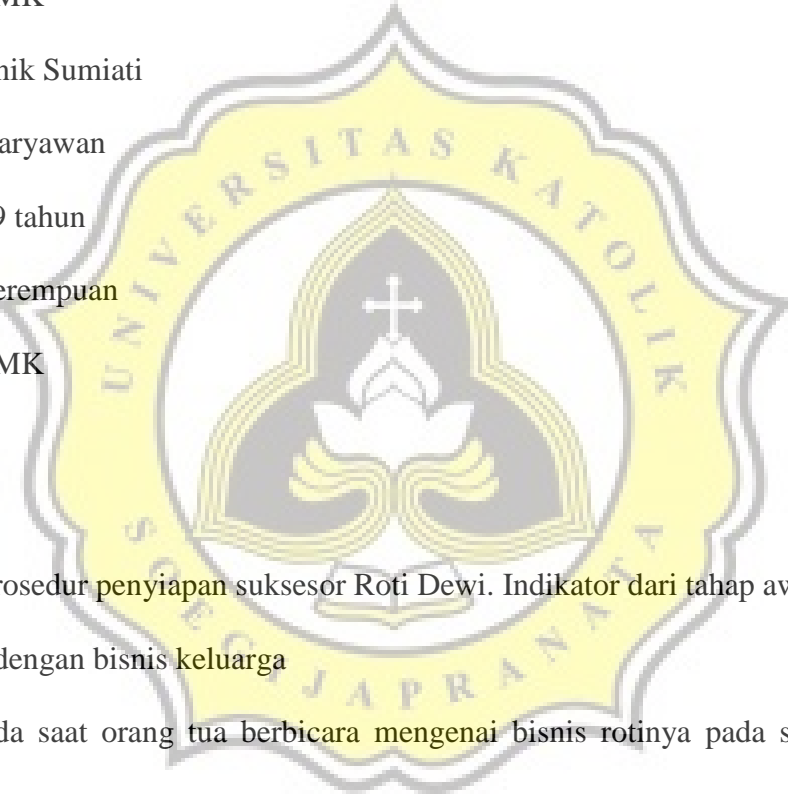 MK
nik Sumiati
aryawan
9 tahun
erempuan
MK
UNIVERSITAS KATOLIK
SOEGIJAPRANATA
rosedur penyiapan suksesor Roti Dewi. Indikator dari tahap aw
dengan bisnis keluarga
da saat orang tua berbicara mengenai bisnis rotinya pada s